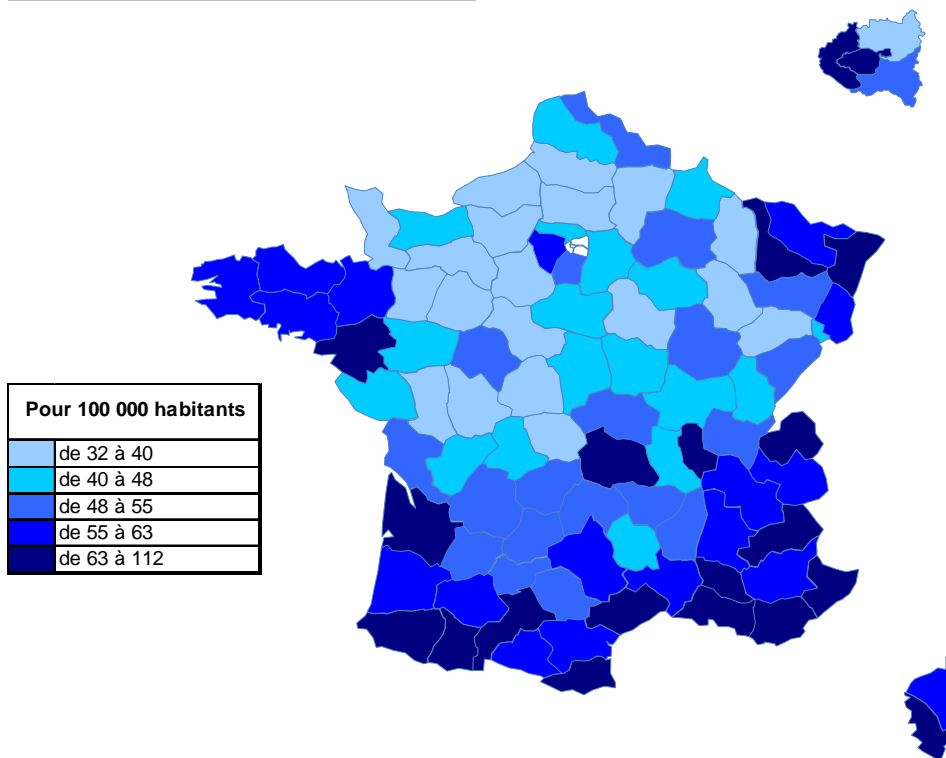 Pour 100 000 habitants
de 32 à 40
de 40 à 48
de 48 à 55
de 55 à 63
de 63 à 112